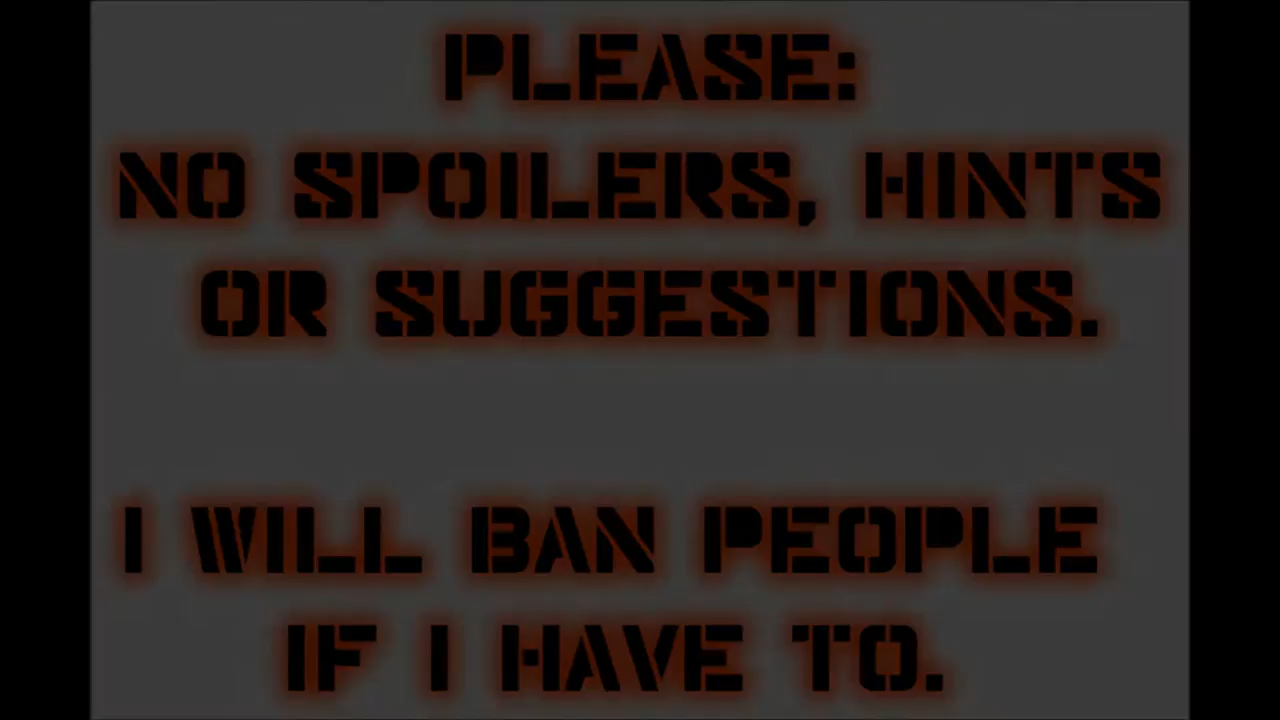 PLEASE:
NO SPOILERS, HINTS
OR SUGGESTIONS.
I WILL BAN PEOPLE
IF I HAVE TO.